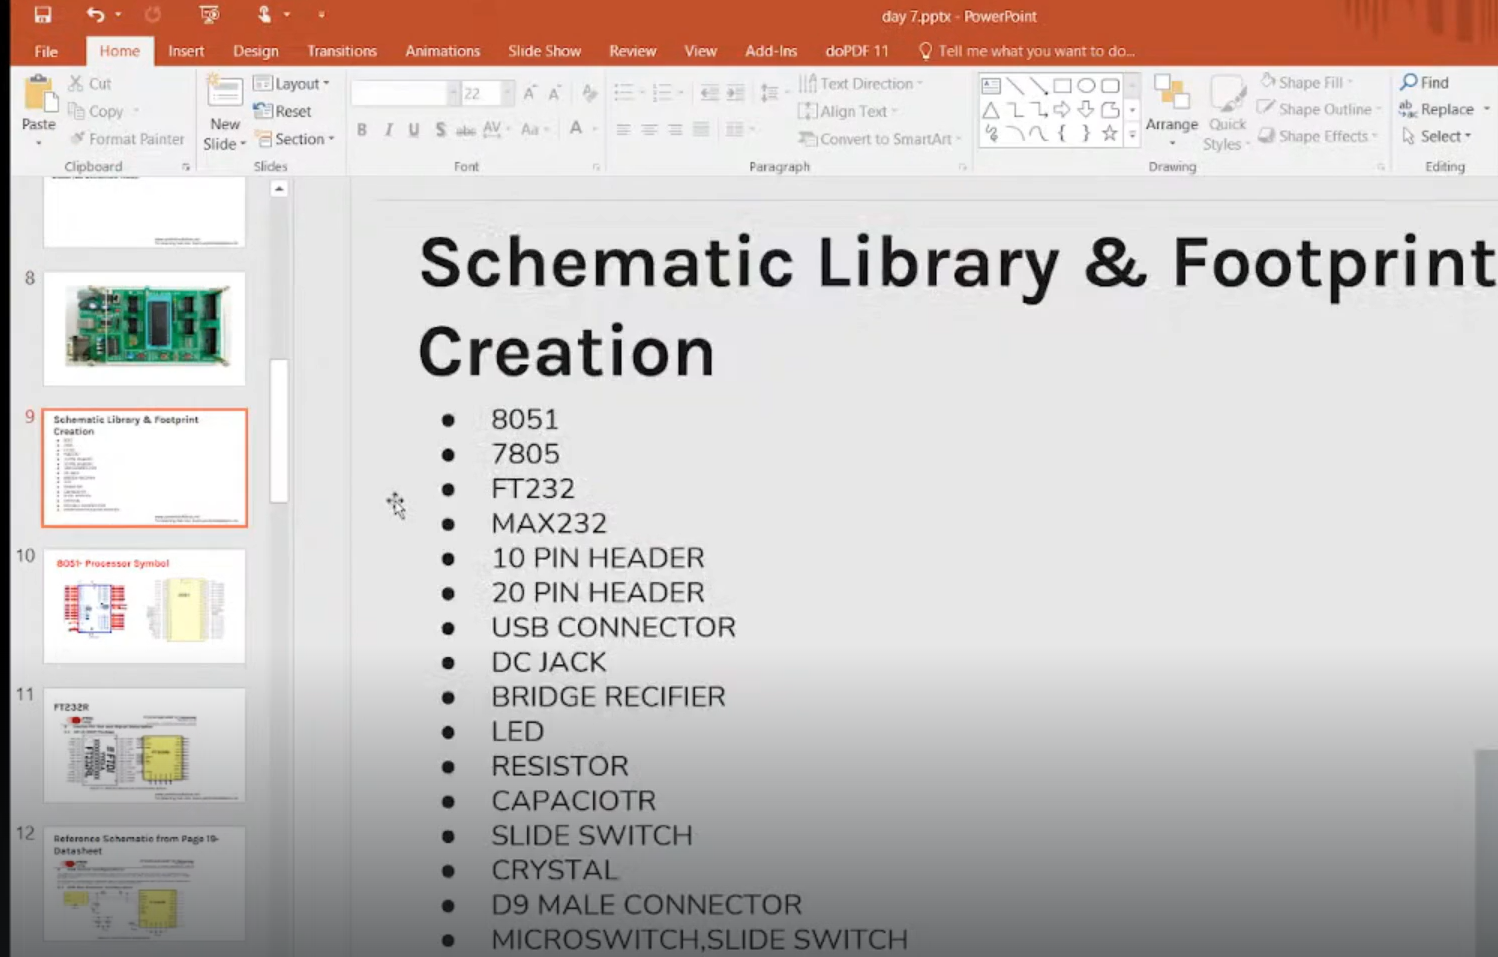 day 7.pptx - PowerPoint
File Home Insert Design Transitions Animations Slide Show Review View Add-Ins doPDF 11 Tell me what you want to do...
Paste
Cut
Copy
Format Painter
Clipboard
New
Slide
Layout
Reset
Section
Slides
22
B I U S abc AV Aa A
Font
Text Direction
Align Text
Convert to SmartArt
Paragraph
Arrange
Quick
Styles
Shape Fill
Shape Outline
Shape Effects
Drawing
Find
Replace
Select
Editing
8
9
Schematic Library & Footprint
Creation
10
8051- Processor Symbol
11
FT232R
12
Reference Schematic from Page 19-
Datasheet
Schematic Library & Footprint
Creation
● 8051
● 7805
● FT232
● MAX232
● 10 PIN HEADER
● 20 PIN HEADER
● USB CONNECTOR
● DC JACK
● BRIDGE RECIFIER
● LED
● RESISTOR
● CAPACIOTR
● SLIDE SWITCH
● CRYSTAL
● D9 MALE CONNECTOR
● MICROSWITCH,SLIDE SWITCH